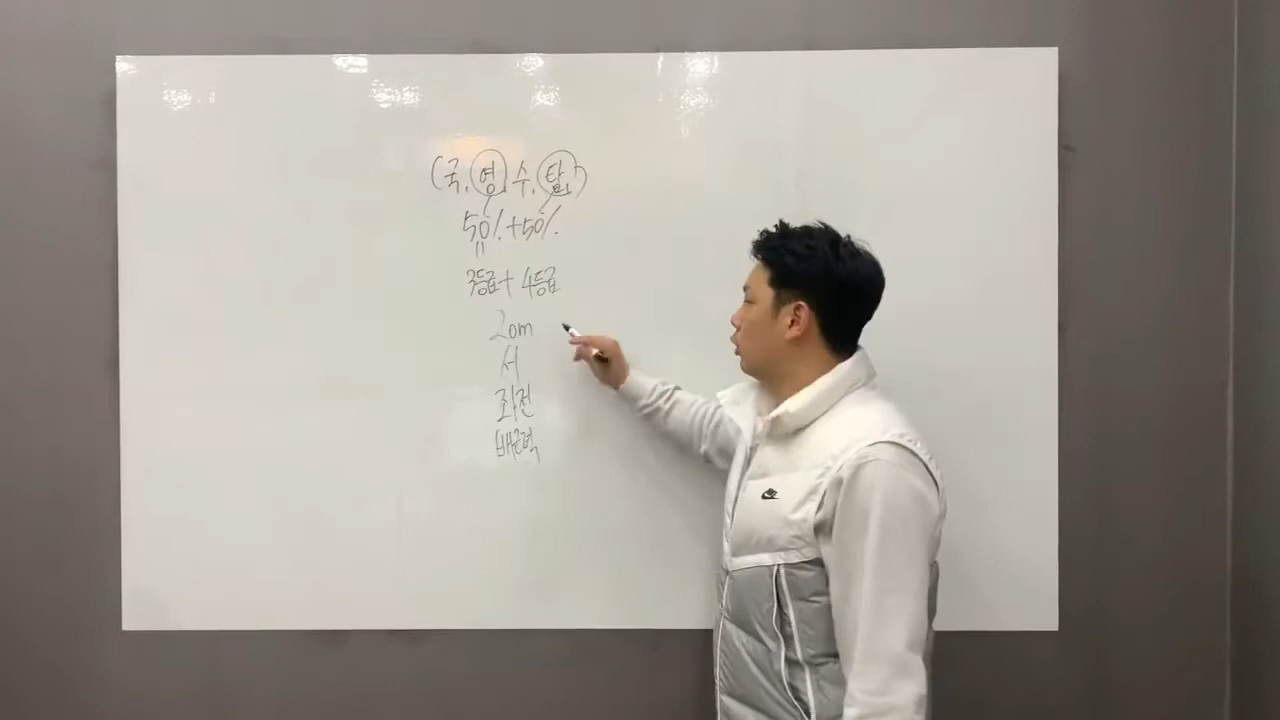 (국, 영, 수, 탐1)
50% + 50%
3등급 + 4등급
20m
서
좌전
배근력